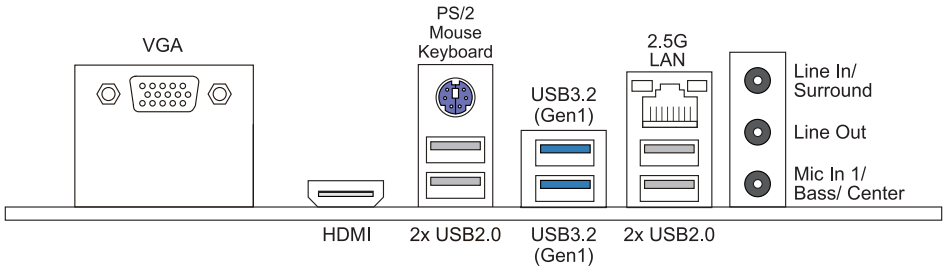 VGA
PS/2
Mouse
Keyboard
USB3.2
(Gen1)
2.5G
LAN
Line In/
Surround
Line Out
Mic In 1/
Bass/ Center
HDMI
2x USB2.0
USB3.2
(Gen1)
2x USB2.0